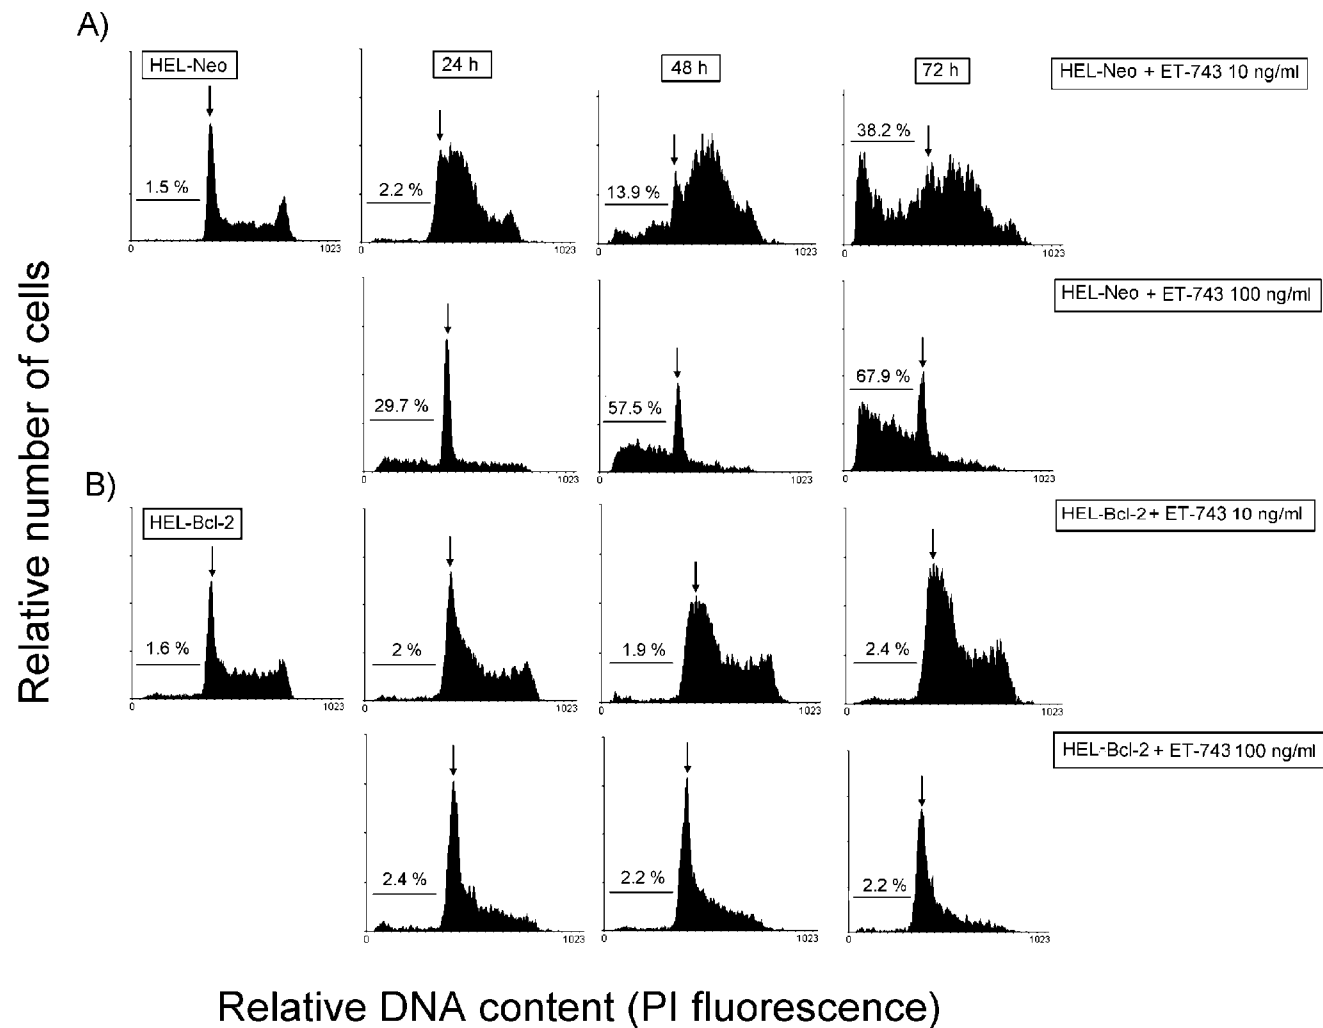 A)
HEL-Neo
24 h
48 h
72 h
HEL-Neo + ET-743 10 ng/ml
1.5 %
2.2 %
13.9 %
38.2 %
0 1023
0 1023
0 1023
0 1023
HEL-Neo + ET-743 100 ng/ml
29.7 %
57.5 %
67.9 %
0 1023
0 1023
0 1023
B)
HEL-Bcl-2
HEL-Bcl-2 + ET-743 10 ng/ml
1.6 %
2 %
1.9 %
2.4 %
0 1023
0 1023
0 1023
0 1023
HEL-Bcl-2 + ET-743 100 ng/ml
2.4 %
2.2 %
2.2 %
0 1023
0 1023
0 1023
Relative number of cells
Relative DNA content (PI fluorescence)